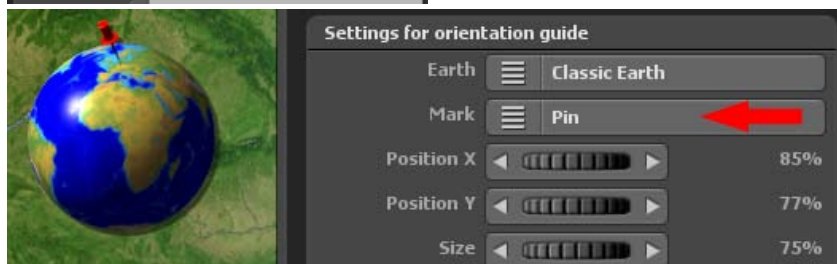 Settings for orientation guide
Earth Classic Earth
Mark Pin
Position X 85%
Position Y 77%
Size 75%